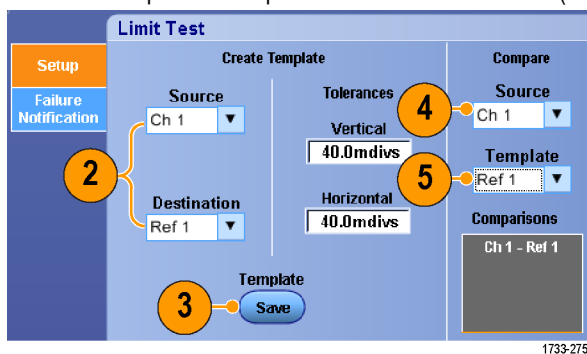 Limit Test
Setup
Failure
Notification
Create Template
Source
Ch 1
2
Destination
Ref 1
Tolerances
Vertical
40.0mdivs
Horizontal
40.0mdivs
Template
3
Save
Compare
Source
4
Ch 1
Template
5
Ref 1
Comparisons
Ch 1 - Ref 1
1733-275